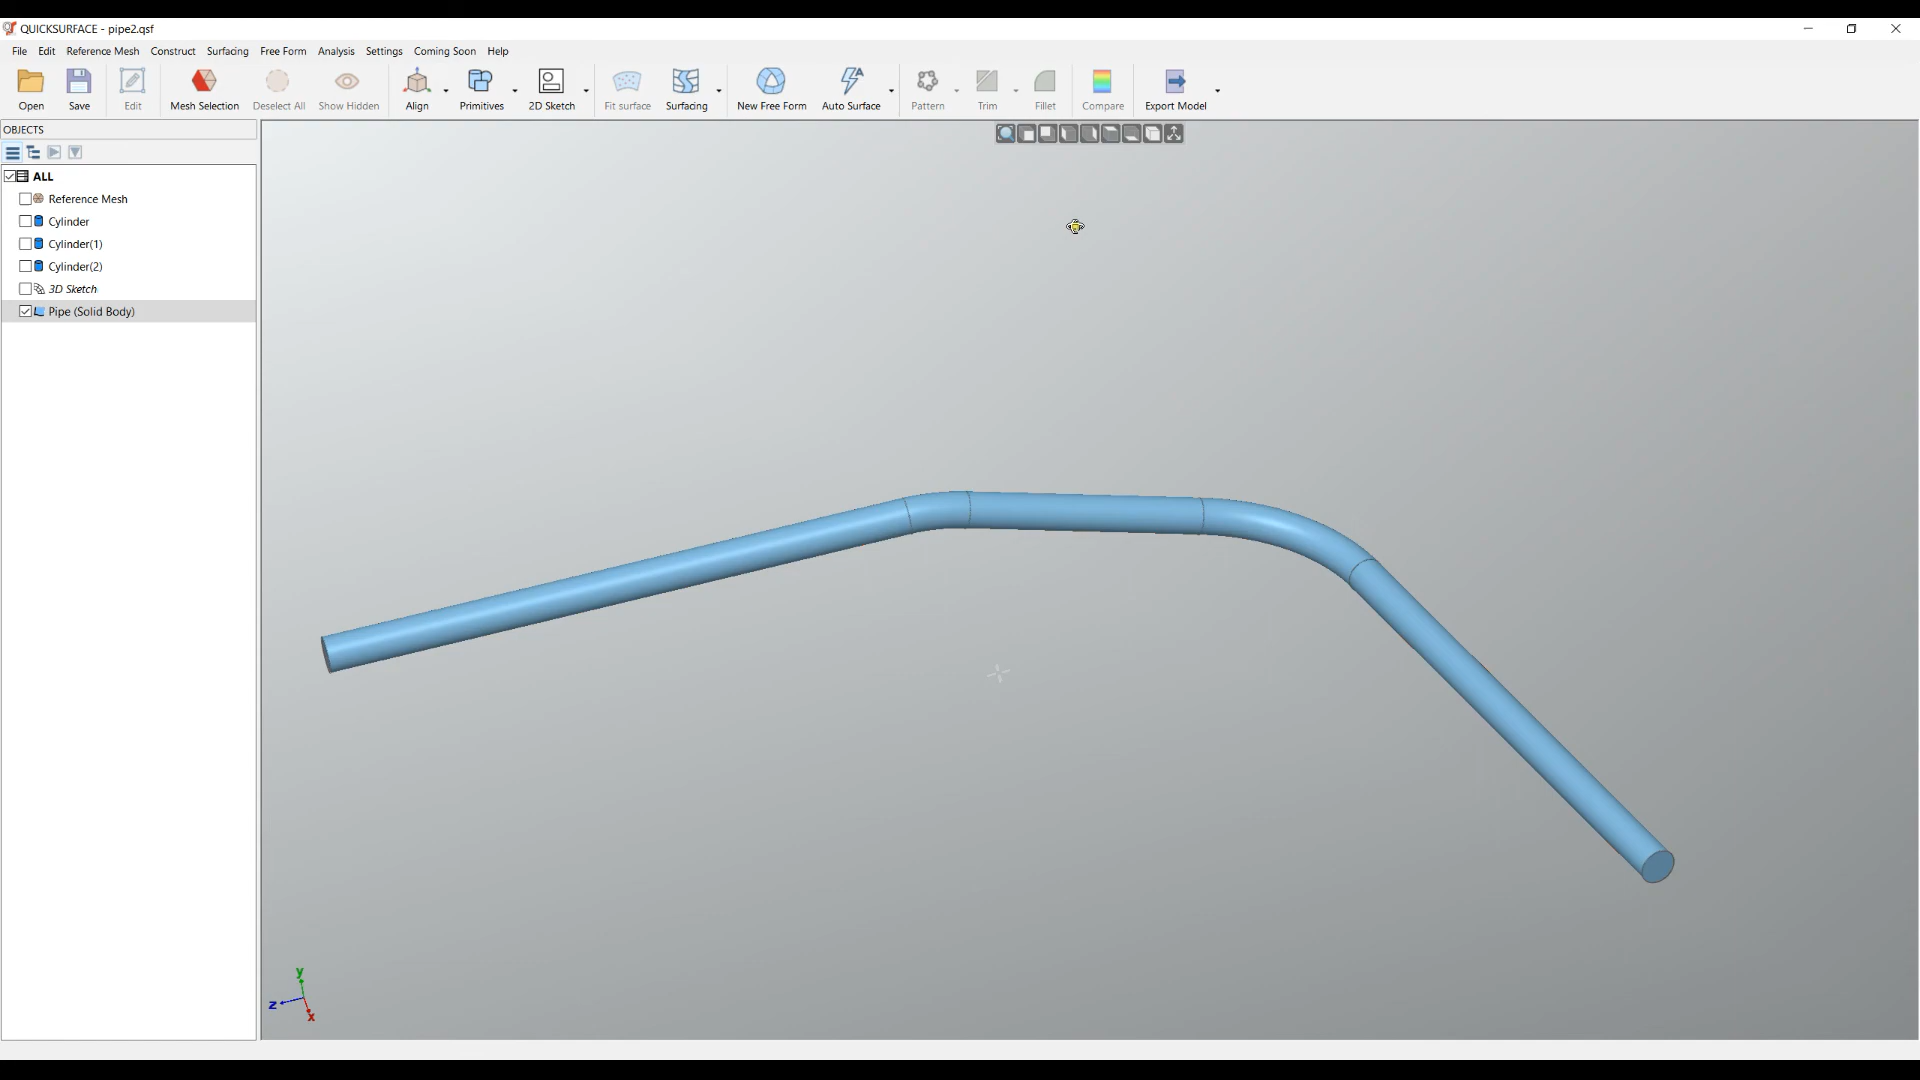 QUICKSURFACE - pipe2.qsf
File Edit Reference Mesh Construct Surfacing Free Form Analysis Settings Coming Soon Help
Open Save Edit Mesh Selection Deselect All Show Hidden Align Primitives 2D Sketch Fit surface Surfacing New Free Form Auto Surface Pattern Trim Fillet Compare Export Model
OBJECTS
ALL
Reference Mesh
Cylinder
Cylinder(1)
Cylinder(2)
3D Sketch
Pipe (Solid Body)
y
z
x